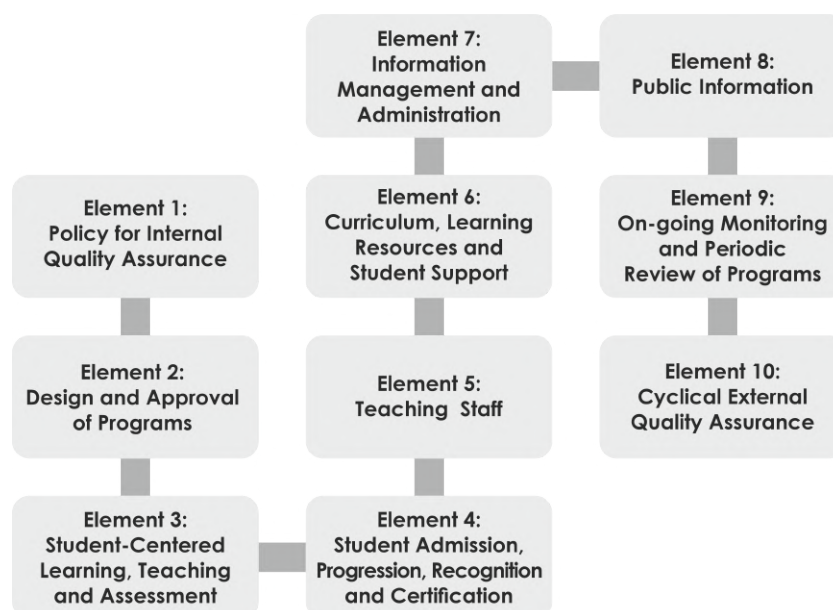 Element 1:
Policy for Internal
Quality Assurance
Element 2:
Design and Approval
of Programs
Element 3:
Student-Centered
Learning, Teaching
and Assessment
Element 4:
Student Admission,
Progression, Recognition
and Certification
Element 5:
Teaching Staff
Element 6:
Curriculum, Learning
Resources and
Student Support
Element 7:
Information
Management and
Administration
Element 8:
Public Information
Element 9:
On-going Monitoring
and Periodic
Review of Programs
Element 10:
Cyclical External
Quality Assurance